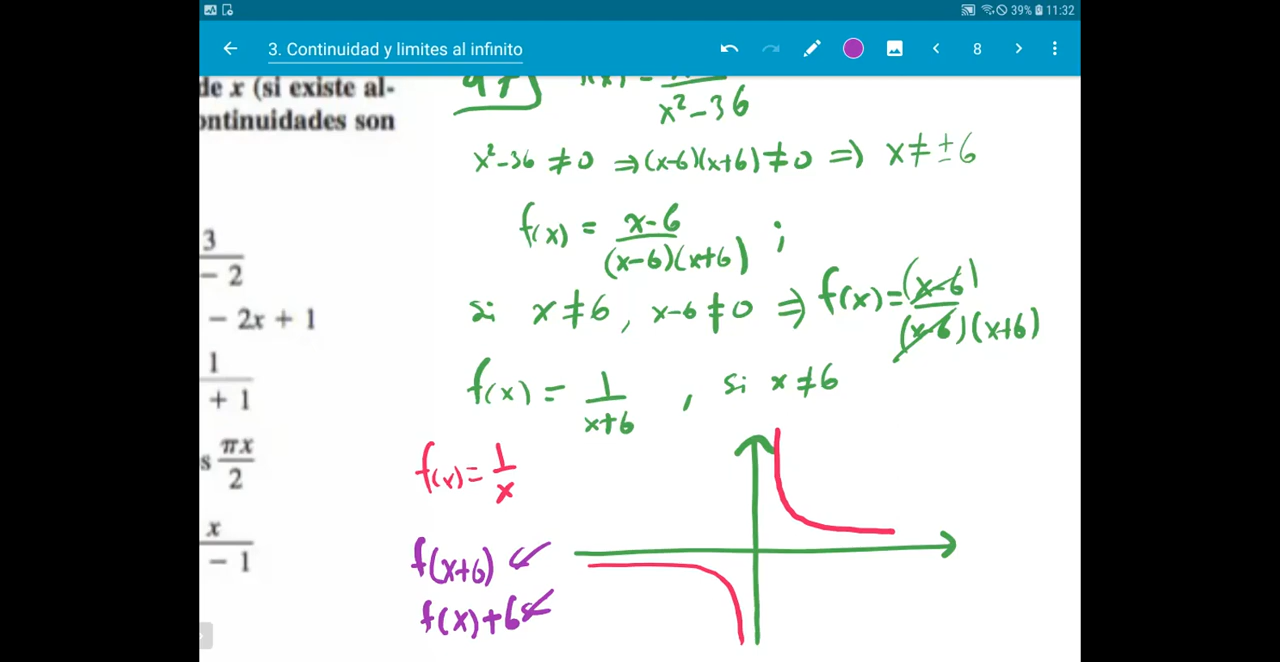 39% 11:32
3. Continuidad y limites al infinito
8
de x (si existe al-
ontinuidades son
x²-36
x²-36 ≠ 0 ⇒ (x-6)(x+6) ≠ 0 ⇒ x ≠ ±6
f(x) = x-6 / (x-6)(x+6) ;
3 / - 2
si x ≠ 6, x-6 ≠ 0 ⇒ f(x) = (x-6) / (x-6)(x+6)
- 2x + 1
1 / + 1
f(x) = 1 / x+6 , si x ≠ 6
s πx / 2
f(x) = 1 / x
x / - 1
f(x+6)
f(x)+6